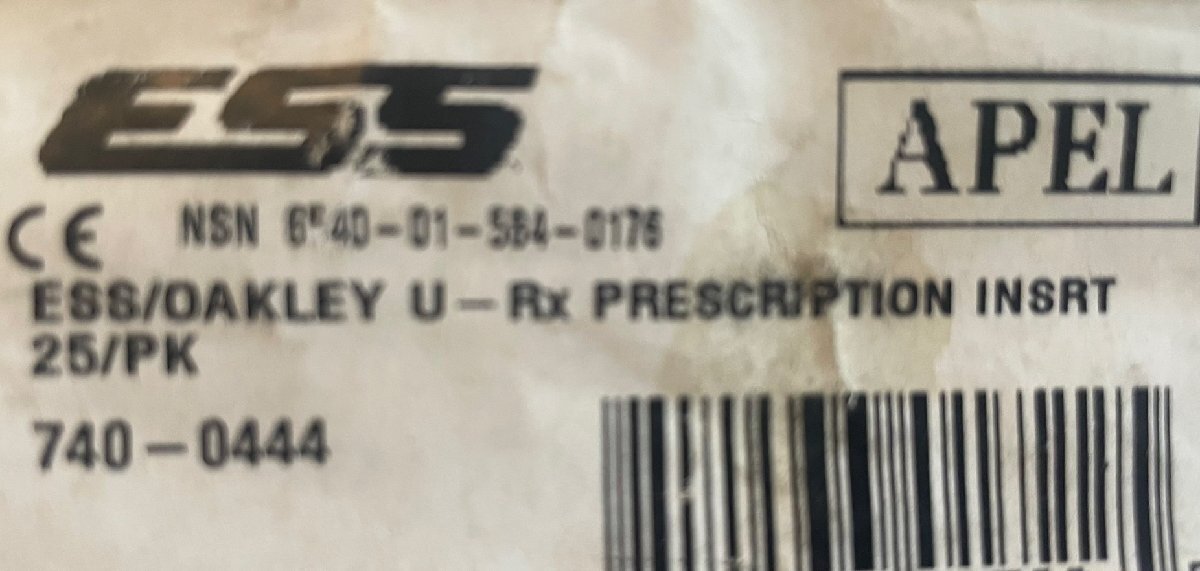 ESS
APEL
CE NSN 6540-01-584-0176
ESS/OAKLEY U-Rx PRESCRIPTION INSRT
25/PK
740-0444